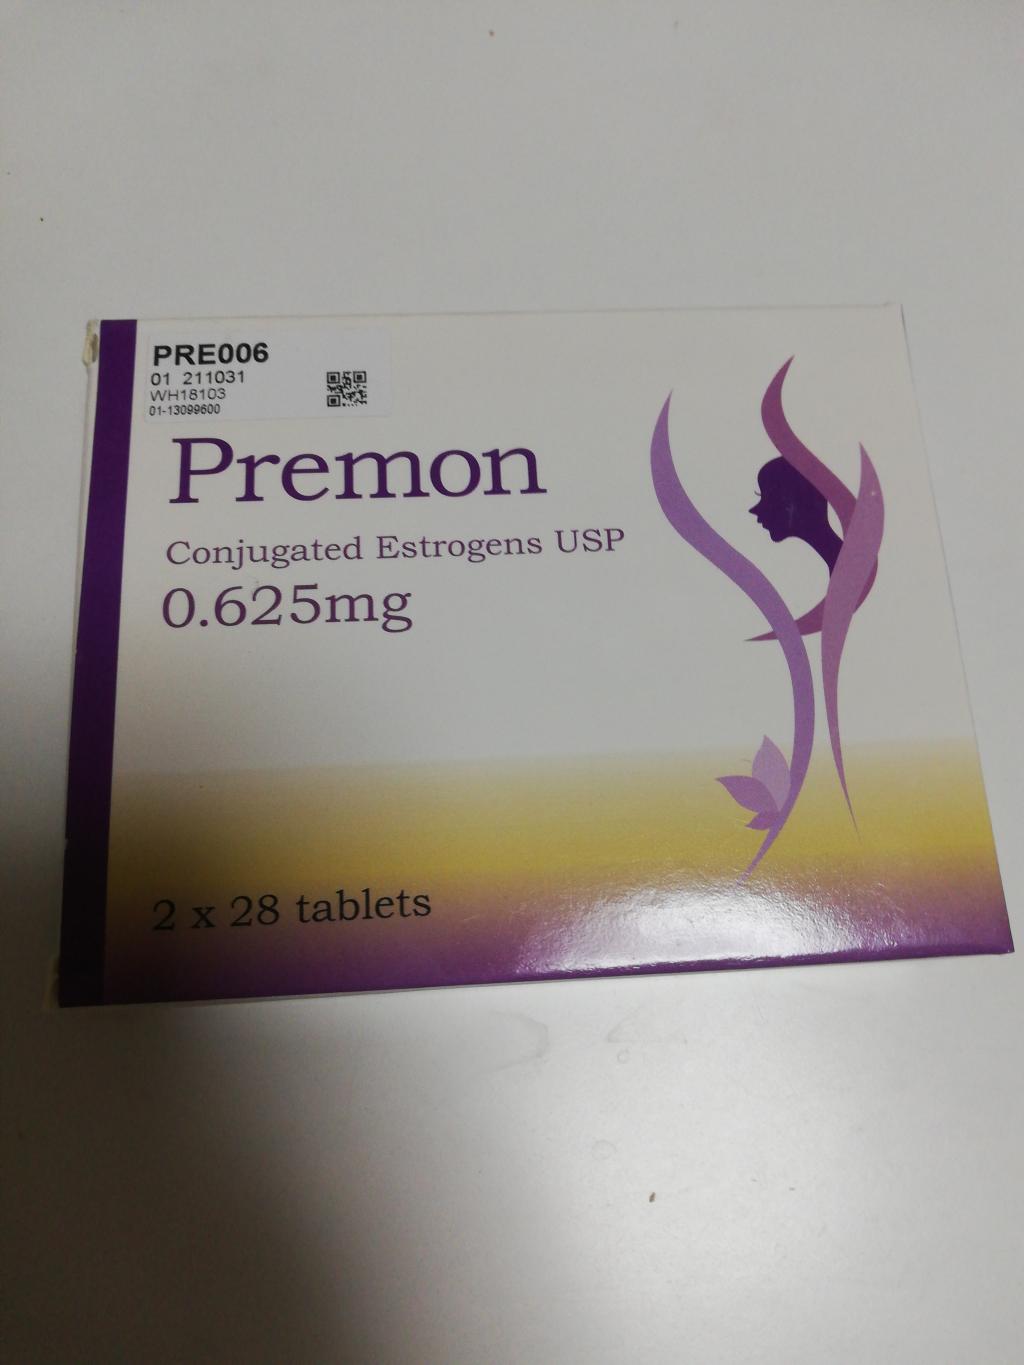 PRE006
01 211031
WH18103
01-13099600
Premon
Conjugated Estrogens USP
0.625mg
2 x 28 tablets